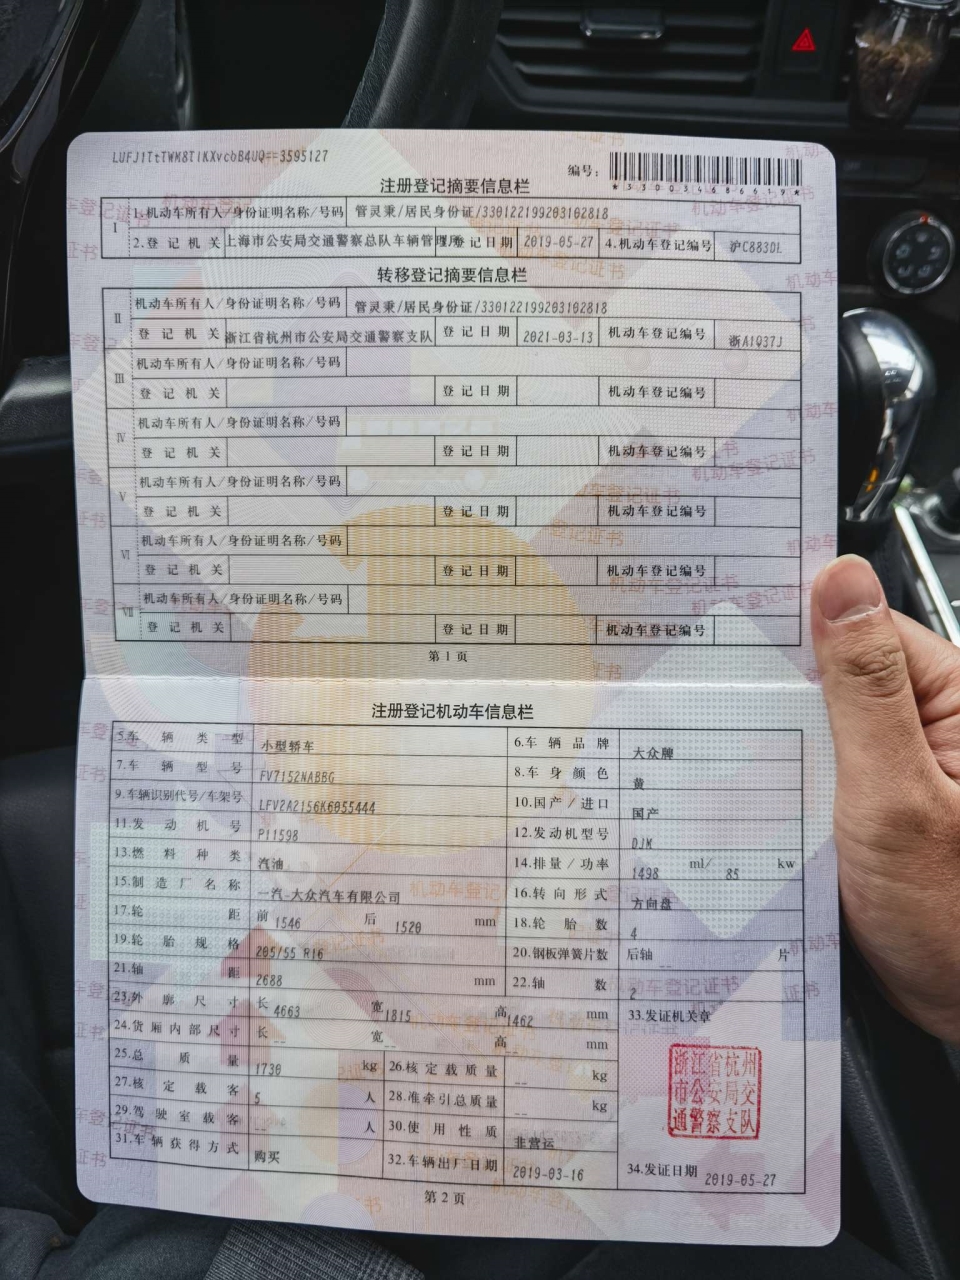 LUFJ1TtTWM8TlKXvcbB4UQ==3595127
编号:
*330034686619*
注册登记摘要信息栏
I 1.机动车所有人/身份证明名称/号码 管灵秉/居民身份证/330122199203102818
2.登记机关 上海市公安局交通警察总队车辆管理所 登记日期 2019-05-27 4.机动车登记编号 沪C883DL
转移登记摘要信息栏
II 机动车所有人/身份证明名称/号码 管灵秉/居民身份证/330122199203102818
登记机关 浙江省杭州市公安局交通警察支队 登记日期 2021-03-13 机动车登记编号 浙A1Q37J
III 机动车所有人/身份证明名称/号码
登记机关 登记日期 机动车登记编号
IV 机动车所有人/身份证明名称/号码
登记机关 登记日期 机动车登记编号
V 机动车所有人/身份证明名称/号码
登记机关 登记日期 机动车登记编号
VI 机动车所有人/身份证明名称/号码
登记机关 登记日期 机动车登记编号
VII 机动车所有人/身份证明名称/号码
登记机关 登记日期 机动车登记编号
第1页
注册登记机动车信息栏
5.车辆类型 小型轿车 6.车辆品牌 大众牌
7.车辆型号 FV7152NABBG 8.车身颜色 黄
9.车辆识别代号/车架号 LFV2A2156K6055444 10.国产/进口 国产
11.发动机号 P11598 12.发动机型号 DJM
13.燃料种类 汽油 14.排量/功率 1498 ml/ 85 kw
15.制造厂名称 一汽-大众汽车有限公司 16.转向形式 方向盘
17.轮距 前 1546 后 1520 mm 18.轮胎数 4
19.轮胎规格 205/55 R16 20.钢板弹簧片数 后轴 -- 片
21.轴距 2688 mm 22.轴数 2
23.外廓尺寸 长 4663 宽 1815 高 1462 mm 33.发证机关章
24.货厢内部尺寸 长 -- 宽 -- 高 -- mm
25.总质量 1730 kg 26.核定载质量 -- kg
27.核定载客 5 人 28.准牵引总质量 -- kg
29.驾驶室载客 -- 人 30.使用性质 非营运
31.车辆获得方式 购买 32.车辆出厂日期 2019-03-16 34.发证日期 2019-05-27
浙江省杭州
市公安局交
通警察支队
第2页